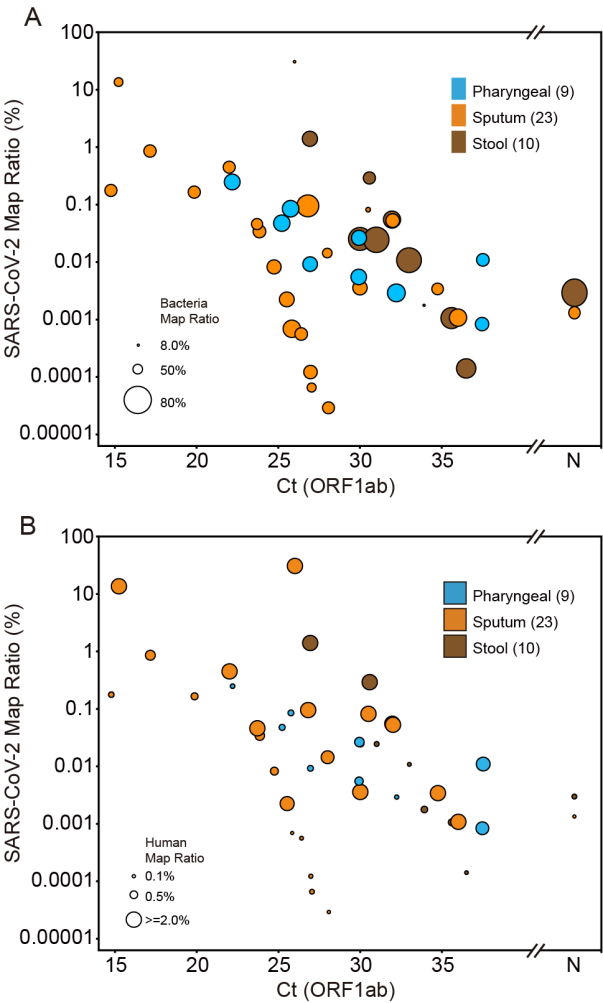 A
100
10
1
0.1
0.01
0.001
0.0001
0.00001
SARS-CoV-2 Map Ratio (%)
Pharyngeal (9)
Sputum (23)
Stool (10)
Bacteria
Map Ratio
8.0%
50%
80%
15 20 25 30 35 N
Ct (ORF1ab)
B
100
10
1
0.1
0.01
0.001
0.0001
0.00001
SARS-CoV-2 Map Ratio (%)
Pharyngeal (9)
Sputum (23)
Stool (10)
Human
Map Ratio
0.1%
0.5%
>=2.0%
15 20 25 30 35 N
Ct (ORF1ab)